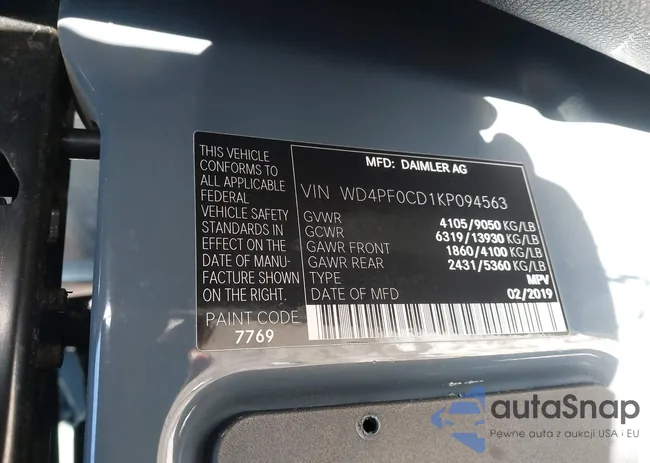 MFD: DAIMLER AG
THIS VEHICLE
CONFORMS TO
ALL APPLICABLE
FEDERAL MOTOR
VEHICLE SAFETY
STANDARDS IN
EFFECT ON THE
DATE OF MANU-
FACTURE SHOWN
ON THE RIGHT.
VIN WD4PF0CD1KP094563
GVWR 4105/9050 KG/LB
GCWR 6319/13930 KG/LB
GAWR FRONT 1860/4100 KG/LB
GAWR REAR 2431/5360 KG/LB
TYPE MPV
DATE OF MFD 02/2019
PAINT CODE
7769
autaSnap
Pewne auta z aukcji USA i EU